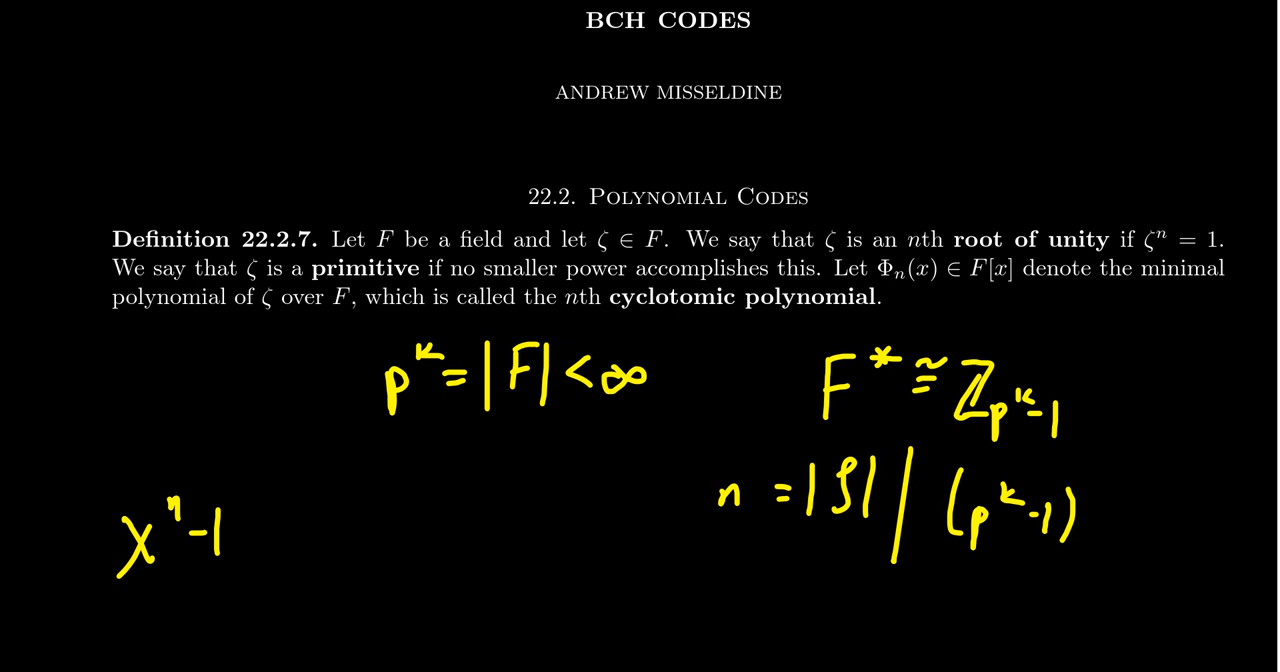 BCH CODES
ANDREW MISSELDINE
22.2. POLYNOMIAL CODES
Definition 22.2.7. Let F be a field and let ζ ∈ F. We say that ζ is an nth root of unity if ζⁿ = 1.
We say that ζ is a primitive if no smaller power accomplishes this. Let Φₙ(x) ∈ F[x] denote the minimal
polynomial of ζ over F, which is called the nth cyclotomic polynomial.
pᵏ = |F| < ∞ F* ≅ ℤ_{pᵏ-1}
n = |ζ| | (pᵏ-1)
xⁿ-1